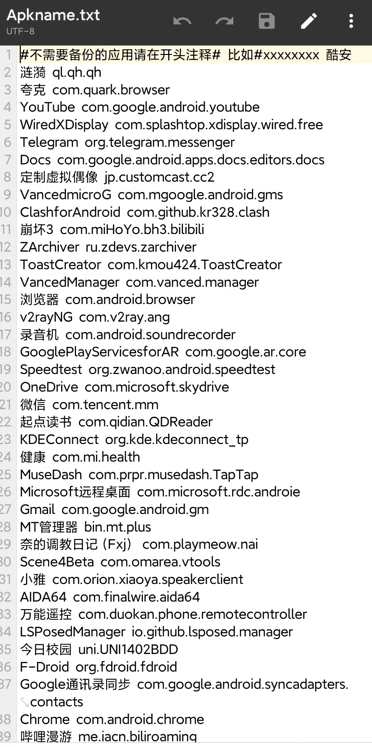 Apkname.txt
UTF-8
1 #不需要备份的应用请在开头注释# 比如#xxxxxxxx 酷安
2 涟漪 ql.qh.qh
3 夸克 com.quark.browser
4 YouTube com.google.android.youtube
5 WiredXDisplay com.splashtop.xdisplay.wired.free
6 Telegram org.telegram.messenger
7 Docs com.google.android.apps.docs.editors.docs
8 定制虚拟偶像 jp.customcast.cc2
9 VancedmicroG com.mgoogle.android.gms
10 ClashforAndroid com.github.kr328.clash
11 崩坏3 com.miHoYo.bh3.bilibili
12 ZArchiver ru.zdevs.zarchiver
13 ToastCreator com.kmou424.ToastCreator
14 VancedManager com.vanced.manager
15 浏览器 com.android.browser
16 v2rayNG com.v2ray.ang
17 录音机 com.android.soundrecorder
18 GooglePlayServicesforAR com.google.ar.core
19 Speedtest org.zwanoo.android.speedtest
20 OneDrive com.microsoft.skydrive
21 微信 com.tencent.mm
22 起点读书 com.qidian.QDReader
23 KDEConnect org.kde.kdeconnect_tp
24 健康 com.mi.health
25 MuseDash com.prpr.musedash.TapTap
26 Microsoft远程桌面 com.microsoft.rdc.androie
27 Gmail com.google.android.gm
28 MT管理器 bin.mt.plus
29 奈的调教日记 (Fxj) com.playmeow.nai
30 Scene4Beta com.omarea.vtools
31 小雅 com.orion.xiaoya.speakerclient
32 AIDA64 com.finalwire.aida64
33 万能遥控 com.duokan.phone.remotecontroller
34 LSPosedManager io.github.lsposed.manager
35 今日校园 uni.UNI1402BDD
36 F-Droid org.fdroid.fdroid
37 Google通讯录同步 com.google.android.syncadapters.
contacts
38 Chrome com.android.chrome
39 哔哩漫游 me.iacn.biliroaming